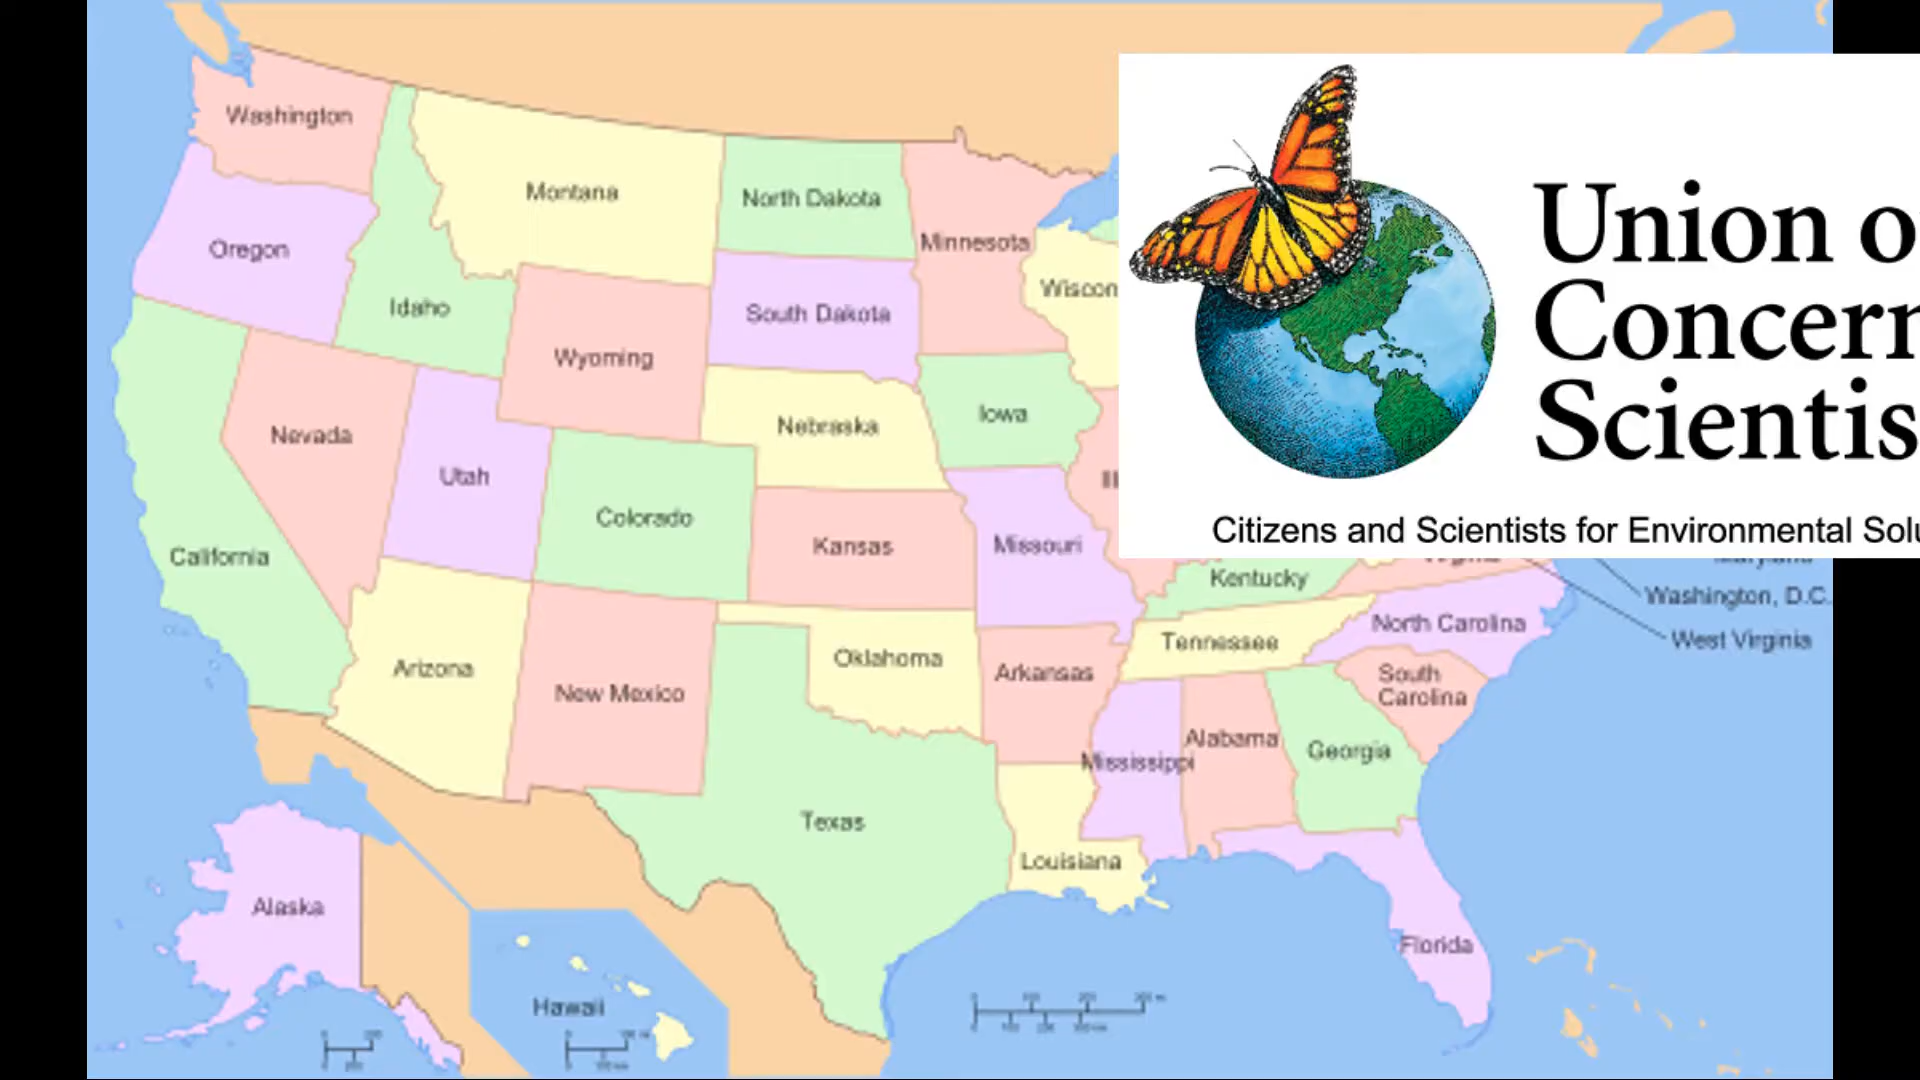 Washington
Montana
North Dakota
Minnesota
Oregon
Idaho
Wiscon
South Dakota
Wyoming
Nebraska
Iowa
Nevada
Utah
Colorado
Kansas
Missouri
Ill
California
Union o
Concern
Scientis
Citizens and Scientists for Environmental Solu
Kentucky
Washington, D.C.
North Carolina
West Virginia
Tennessee
Oklahoma
Arkansas
Arizona
New Mexico
South
Carolina
Alabama
Georgia
Mississippi
Texas
Louisiana
Alaska
Florida
Hawaii